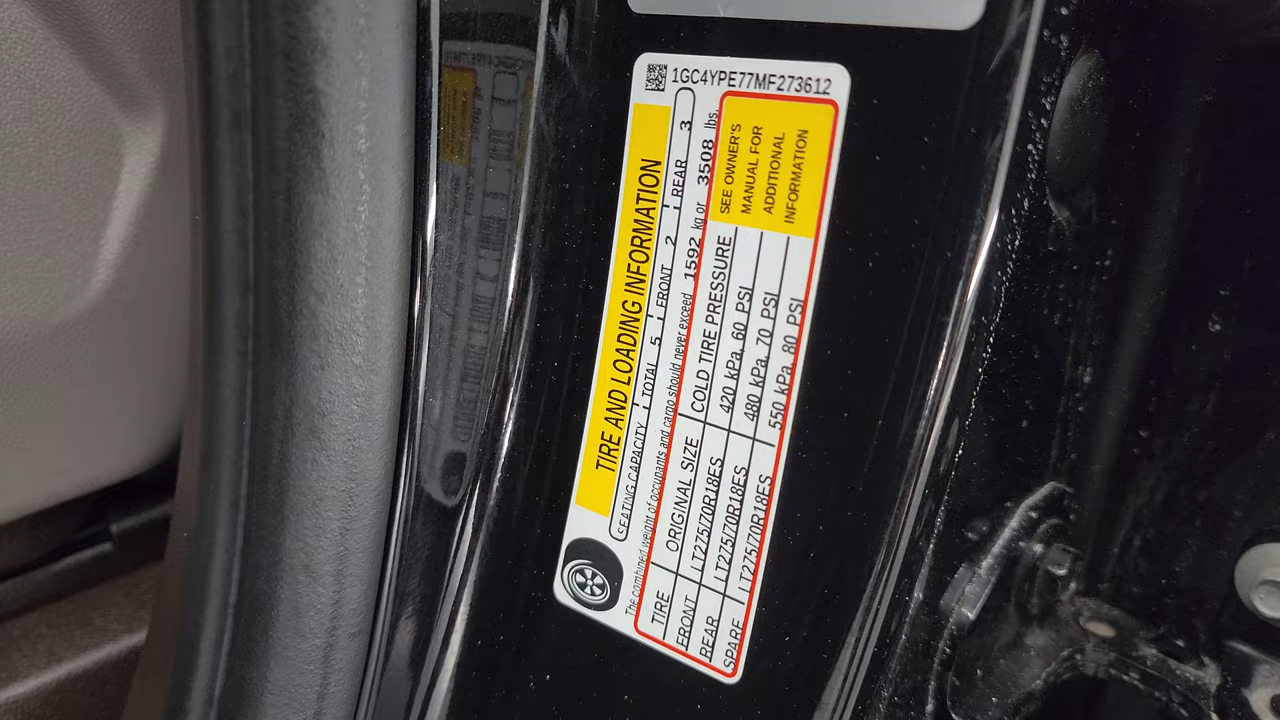 1GC4YPE77MF273612
TIRE AND LOADING INFORMATION
SEATING CAPACITY TOTAL 5 FRONT 2 REAR 3
The combined weight of occupants and cargo should never exceed 1592 kg or 3508 lbs.
TIRE ORIGINAL SIZE COLD TIRE PRESSURE
FRONT LT275/70R18ES 420 kPa, 60 PSI
REAR LT275/70R18ES 480 kPa, 70 PSI
SPARE LT275/70R18ES 550 kPa, 80 PSI
SEE OWNER'S
MANUAL FOR
ADDITIONAL
INFORMATION